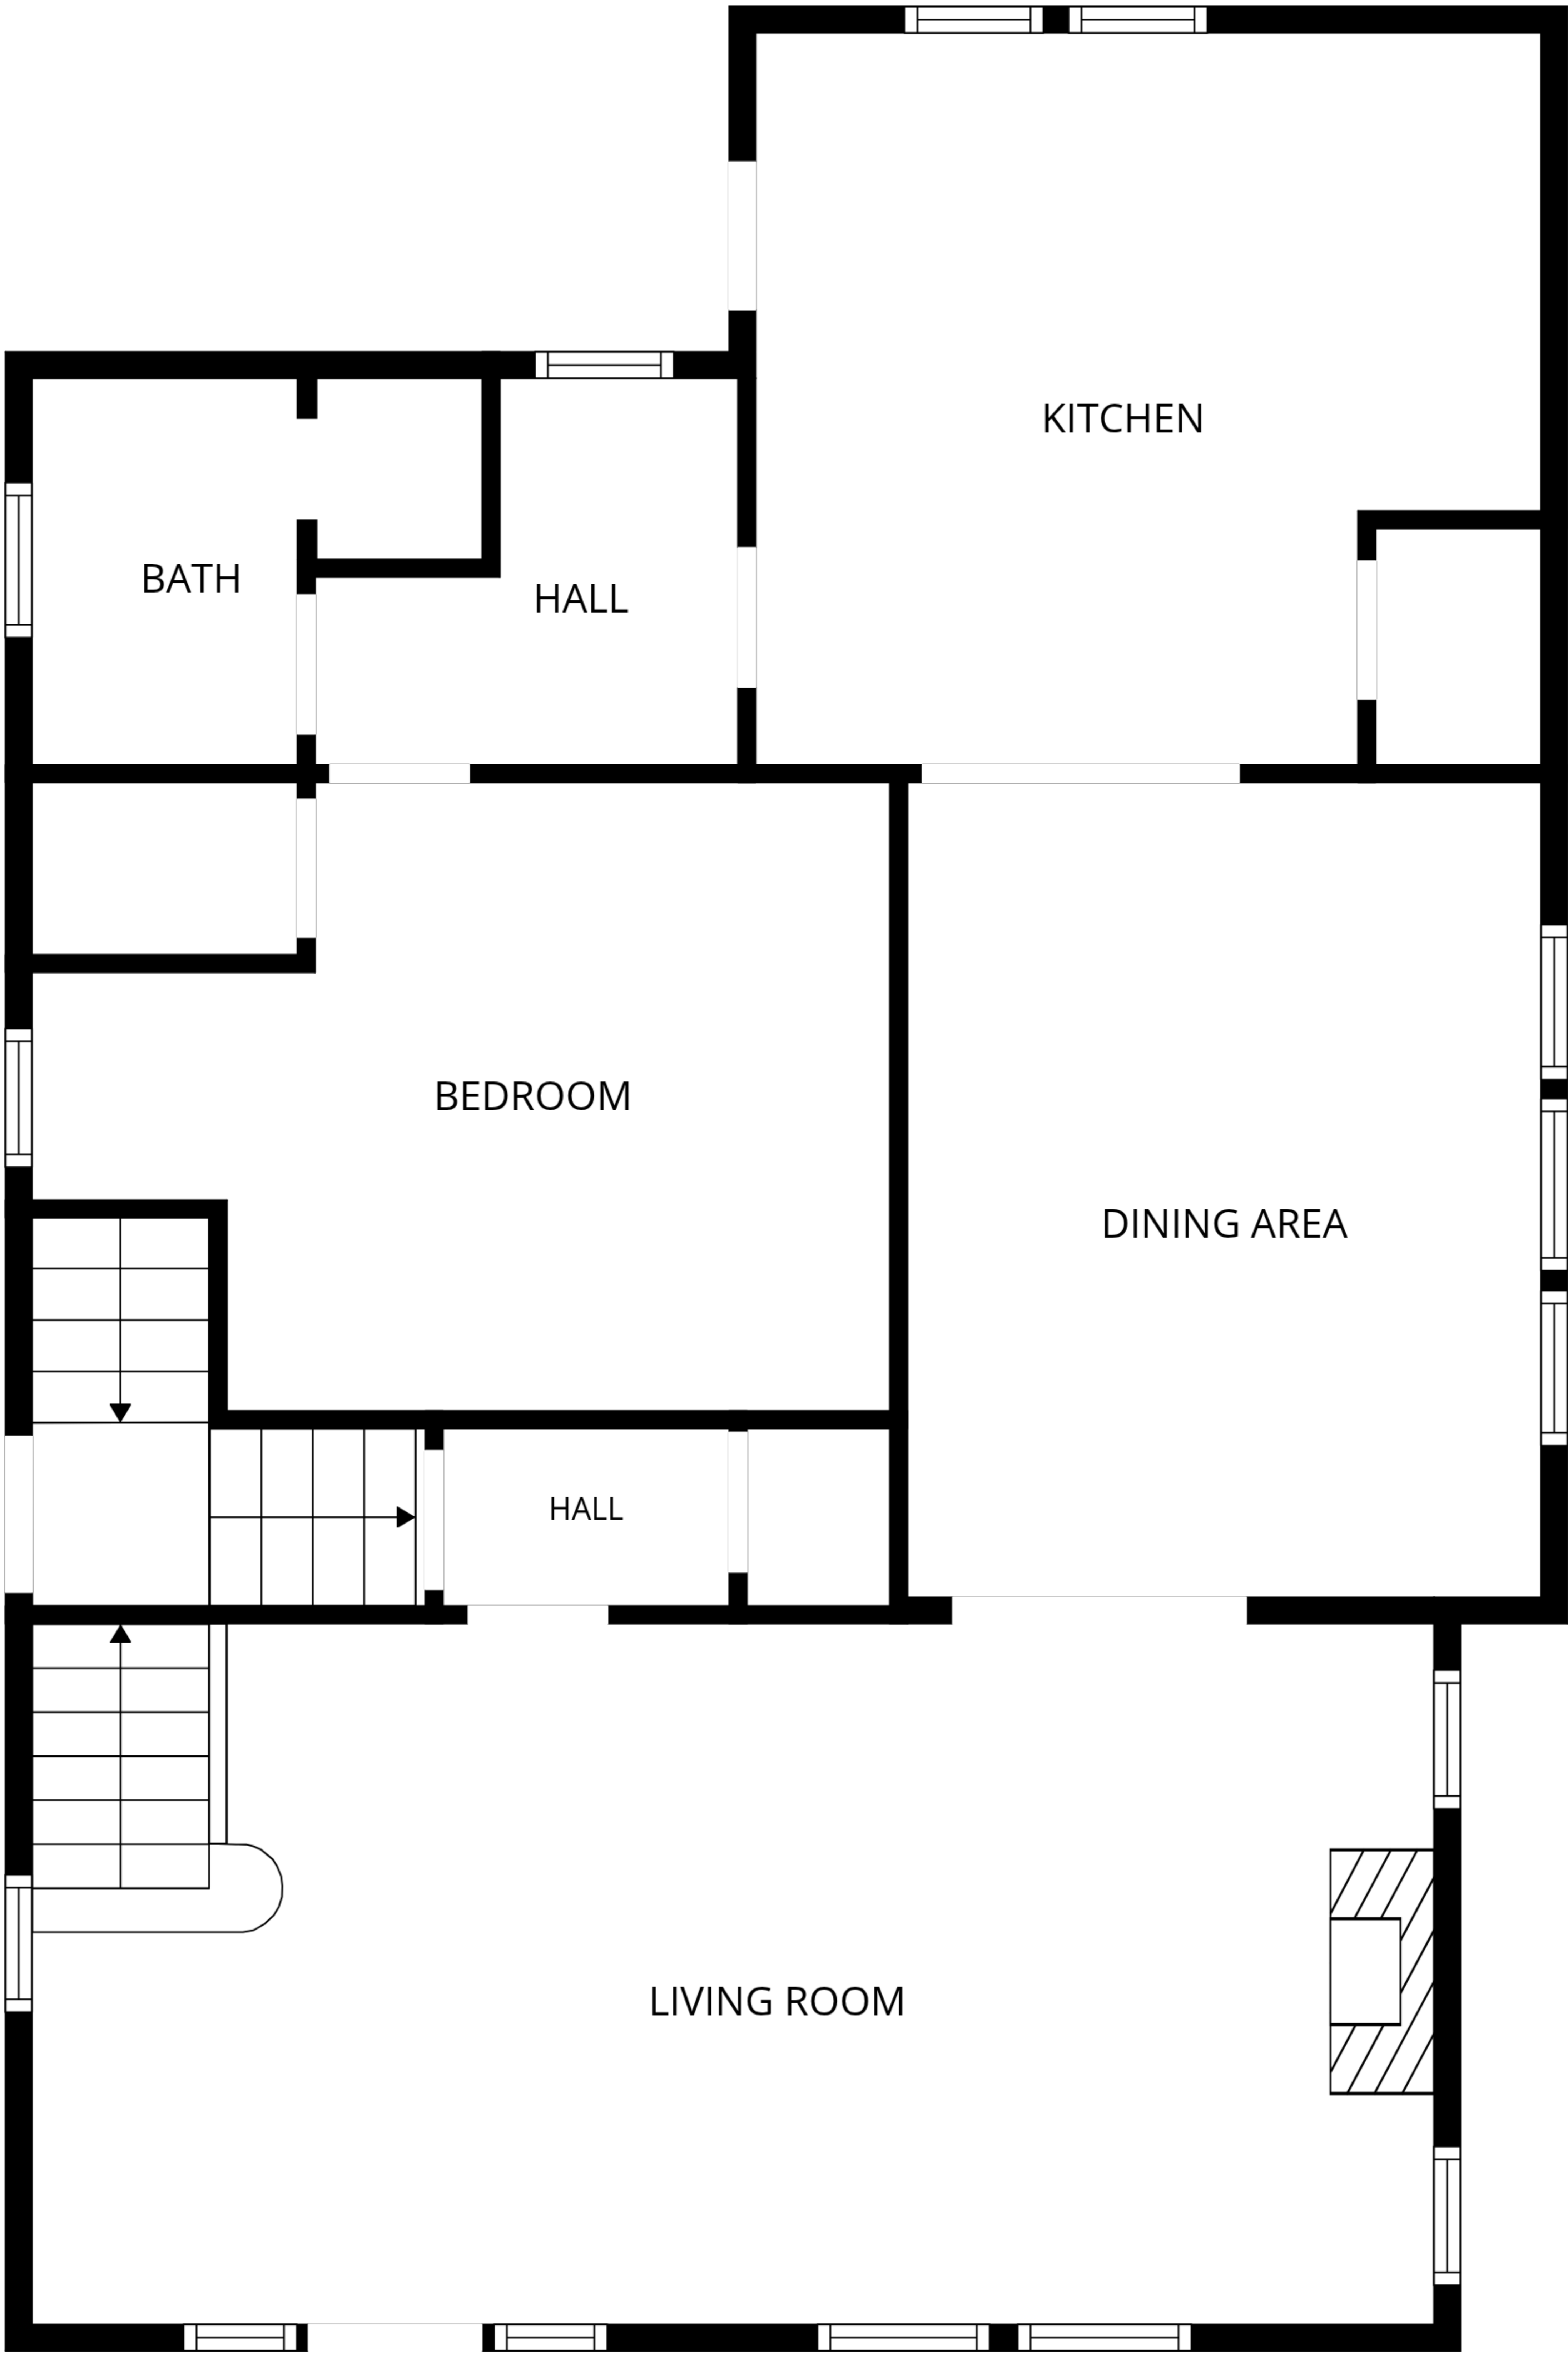 KITCHEN
BATH
HALL
BEDROOM
DINING AREA
HALL
LIVING ROOM